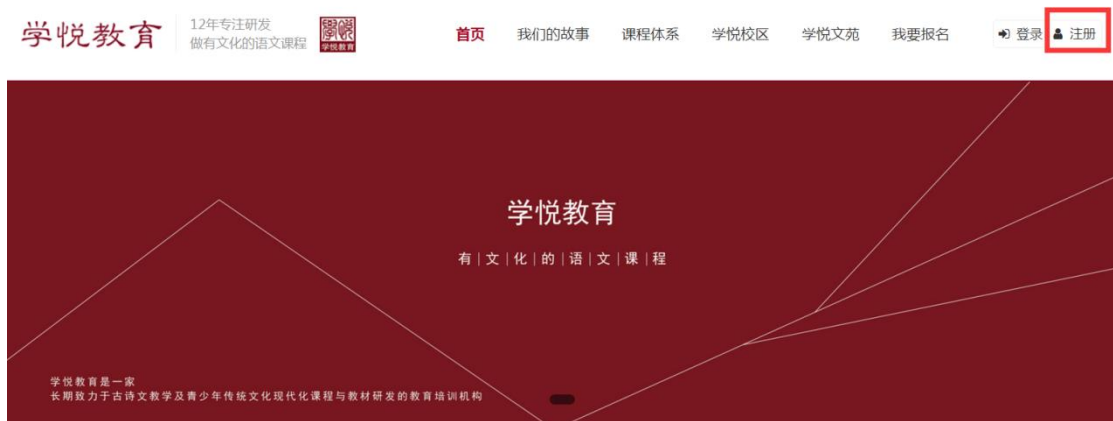 学悦教育
12年专注研发
做有文化的语文课程
學悅
学悦教育
首页 我们的故事 课程体系 学悦校区 学悦文苑 我要报名 登录 注册
学悦教育
有|文|化|的|语|文|课|程
学悦教育是一家
长期致力于古诗文教学及青少年传统文化现代化课程与教材研发的教育培训机构